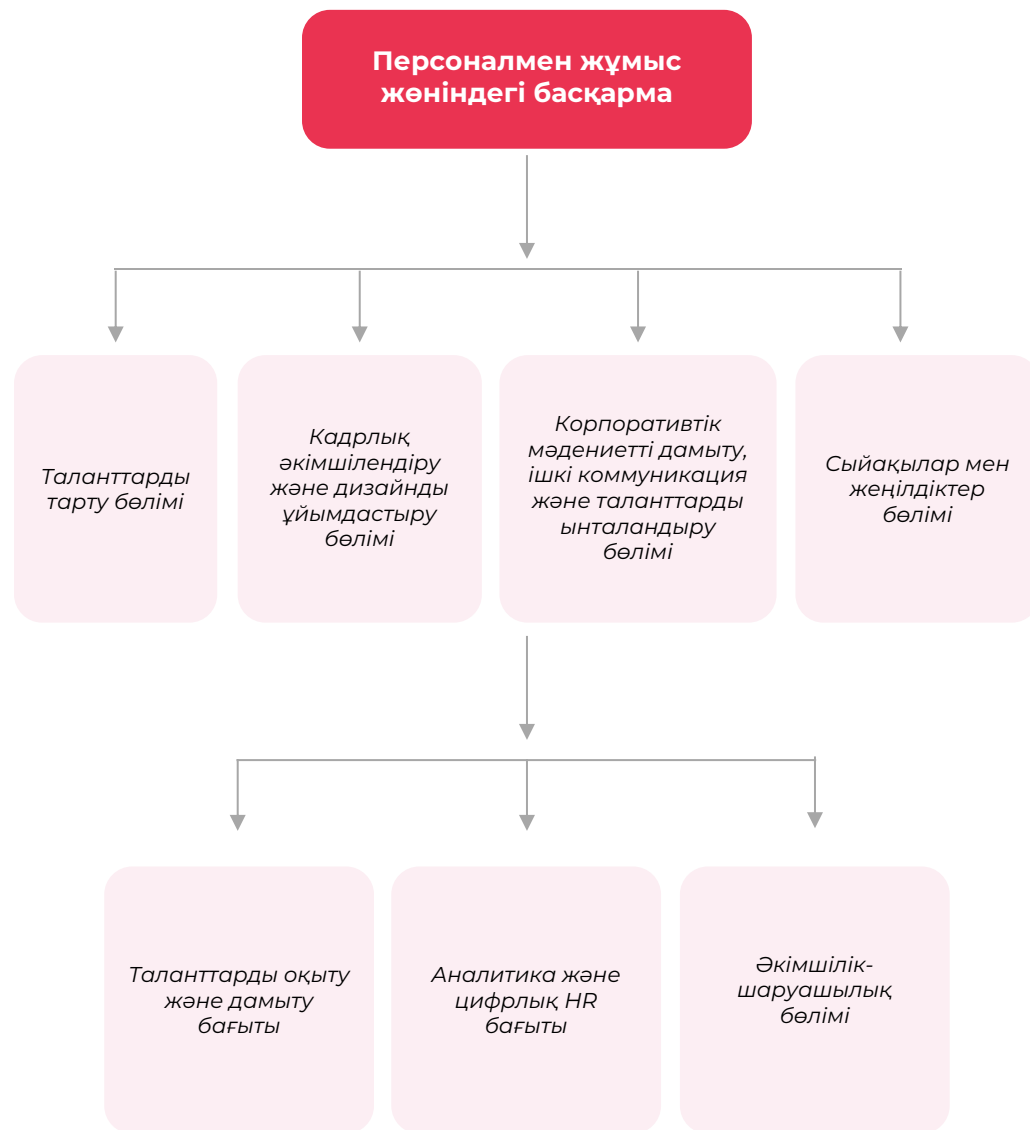 Персоналмен жұмыс
жөніндегі басқарма
Таланттарды
тарту бөлімі
Кадрлық
әкімшілендіру
және дизайнды
ұйымдастыру
бөлімі
Корпоративтік
мәдениетті дамыту,
ішкі коммуникация
және таланттарды
ынталандыру
бөлімі
Сыйақылар мен
жеңілдіктер
бөлімі
Таланттарды оқыту
және дамыту
бағыты
Аналитика және
цифрлық HR
бағыты
Әкімшілік-
шаруашылық
бөлімі